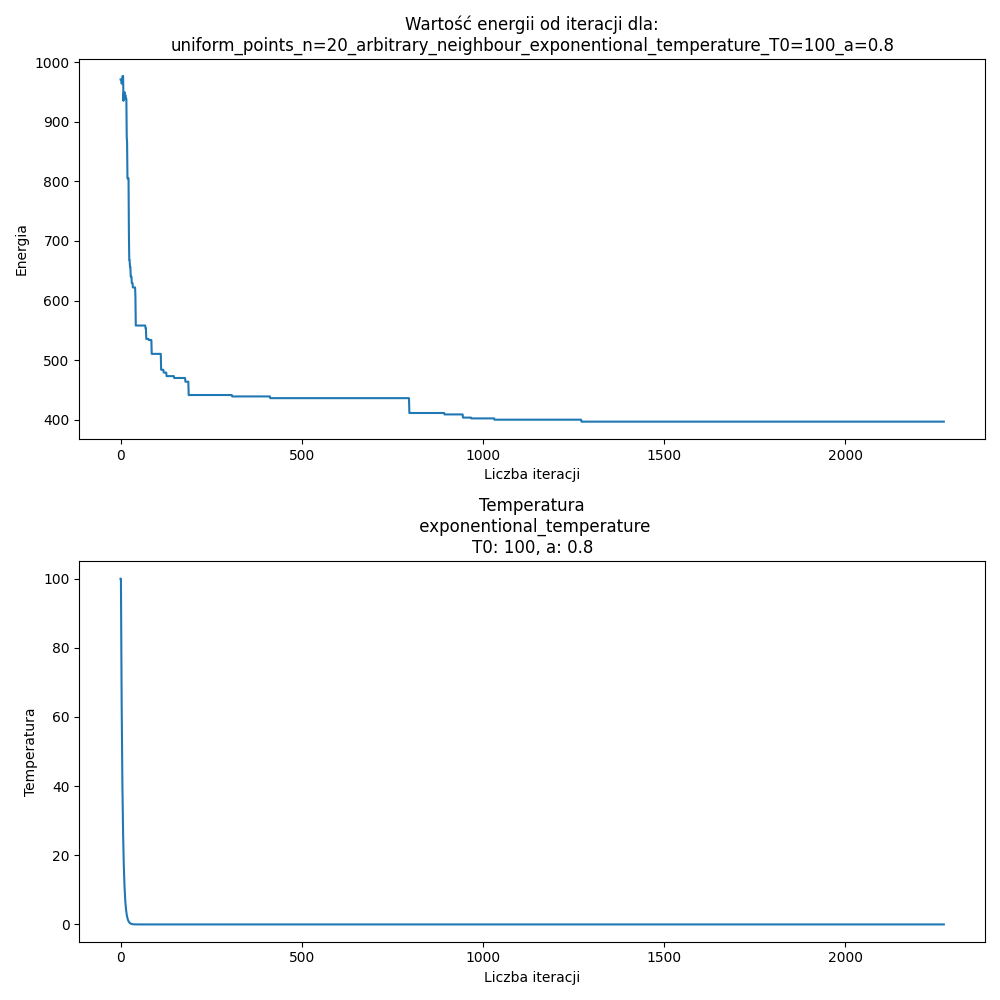 Wartość energii od iteracji dla:
uniform_points_n=20_arbitrary_neighbour_exponentional_temperature_T0=100_a=0.8
1000
900
800
700
600
500
400
Energia
0 500 1000 1500 2000
Liczba iteracji
Temperatura
exponentional_temperature
T0: 100, a: 0.8
100
80
60
40
20
0
Temperatura
0 500 1000 1500 2000
Liczba iteracji